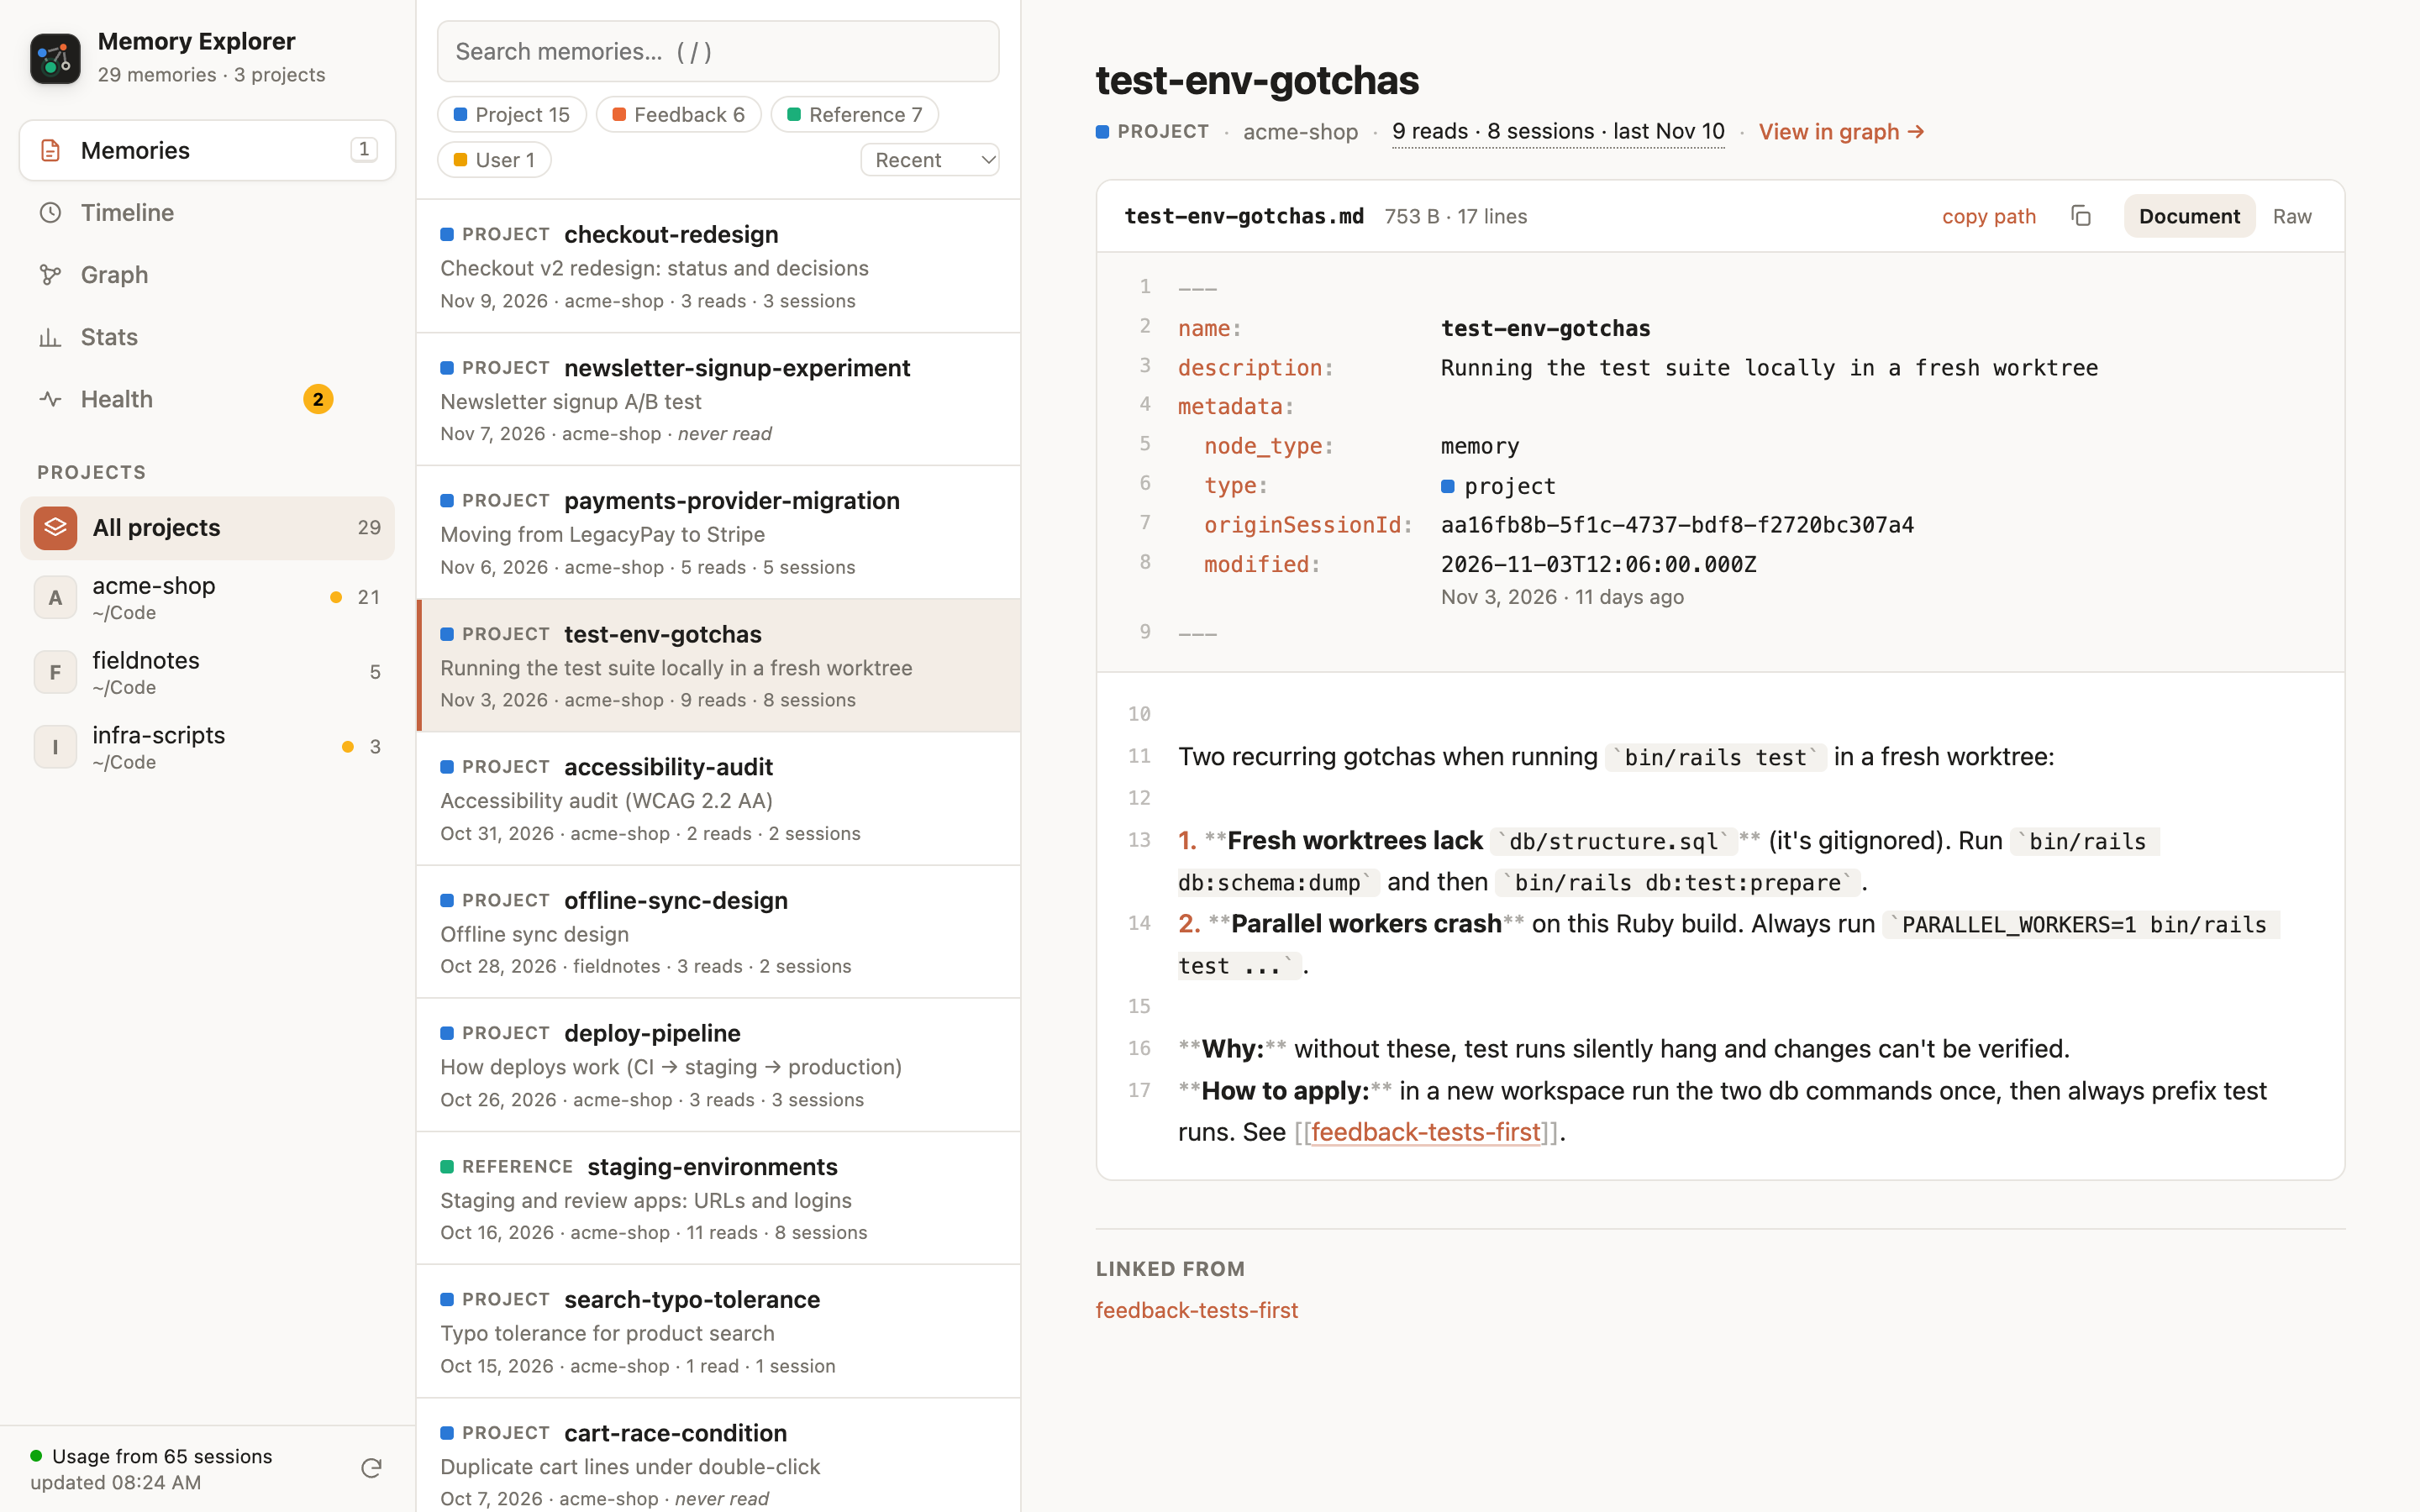 Memory Explorer
29 memories · 3 projects
Memories 1
Timeline
Graph
Stats
Health 2
PROJECTS
All projects 29
A acme-shop 21
~/Code
F fieldnotes 5
~/Code
I infra-scripts 3
~/Code
Usage from 65 sessions
updated 08:24 AM
Search memories... ( / )
Project 15 Feedback 6 Reference 7
User 1 Recent
PROJECT checkout-redesign
Checkout v2 redesign: status and decisions
Nov 9, 2026 · acme-shop · 3 reads · 3 sessions
PROJECT newsletter-signup-experiment
Newsletter signup A/B test
Nov 7, 2026 · acme-shop · never read
PROJECT payments-provider-migration
Moving from LegacyPay to Stripe
Nov 6, 2026 · acme-shop · 5 reads · 5 sessions
PROJECT test-env-gotchas
Running the test suite locally in a fresh worktree
Nov 3, 2026 · acme-shop · 9 reads · 8 sessions
PROJECT accessibility-audit
Accessibility audit (WCAG 2.2 AA)
Oct 31, 2026 · acme-shop · 2 reads · 2 sessions
PROJECT offline-sync-design
Offline sync design
Oct 28, 2026 · fieldnotes · 3 reads · 2 sessions
PROJECT deploy-pipeline
How deploys work (CI → staging → production)
Oct 26, 2026 · acme-shop · 3 reads · 3 sessions
REFERENCE staging-environments
Staging and review apps: URLs and logins
Oct 16, 2026 · acme-shop · 11 reads · 8 sessions
PROJECT search-typo-tolerance
Typo tolerance for product search
Oct 15, 2026 · acme-shop · 1 read · 1 session
PROJECT cart-race-condition
Duplicate cart lines under double-click
Oct 7, 2026 · acme-shop · never read
test-env-gotchas
PROJECT · acme-shop · 9 reads · 8 sessions · last Nov 10 · View in graph →
test-env-gotchas.md 753 B · 17 lines copy path Document Raw
1 ---
2 name: test-env-gotchas
3 description: Running the test suite locally in a fresh worktree
4 metadata:
5 node_type: memory
6 type: project
7 originSessionId: aa16fb8b-5f1c-4737-bdf8-f2720bc307a4
8 modified: 2026-11-03T12:06:00.000Z
Nov 3, 2026 · 11 days ago
9 ---
10
11 Two recurring gotchas when running `bin/rails test` in a fresh worktree:
12
13 1. **Fresh worktrees lack `db/structure.sql`** (it's gitignored). Run `bin/rails
db:schema:dump` and then `bin/rails db:test:prepare`.
14 2. **Parallel workers crash** on this Ruby build. Always run `PARALLEL_WORKERS=1 bin/rails
test ...`.
15
16 **Why:** without these, test runs silently hang and changes can't be verified.
17 **How to apply:** in a new workspace run the two db commands once, then always prefix test
runs. See [[feedback-tests-first]].
LINKED FROM
feedback-tests-first